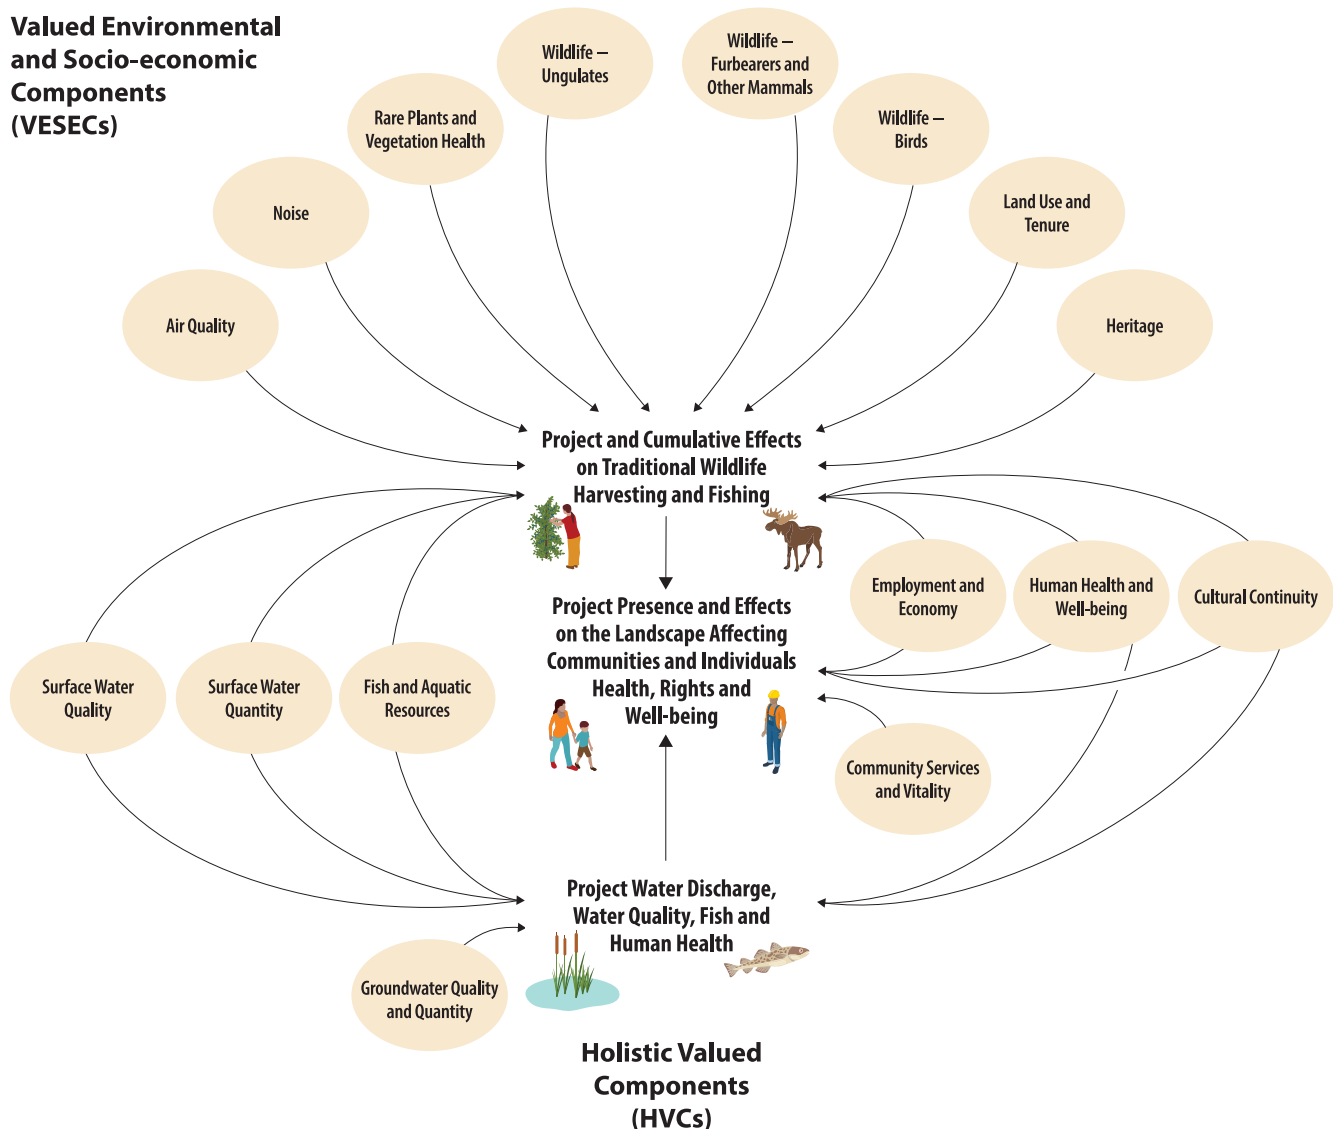 Valued Environmental
and Socio-economic
Components
(VESECs)
Wildlife –
Ungulates
Wildlife –
Furbearers and
Other Mammals
Rare Plants and
Vegetation Health
Wildlife –
Birds
Noise
Land Use and
Tenure
Air Quality
Heritage
Project and Cumulative Effects
on Traditional Wildlife
Harvesting and Fishing
Employment and
Economy
Human Health and
Well-being
Cultural Continuity
Project Presence and Effects
on the Landscape Affecting
Communities and Individuals
Health, Rights and
Well-being
Surface Water
Quality
Surface Water
Quantity
Fish and Aquatic
Resources
Community Services
and Vitality
Project Water Discharge,
Water Quality, Fish and
Human Health
Groundwater Quality
and Quantity
Holistic Valued
Components
(HVCs)